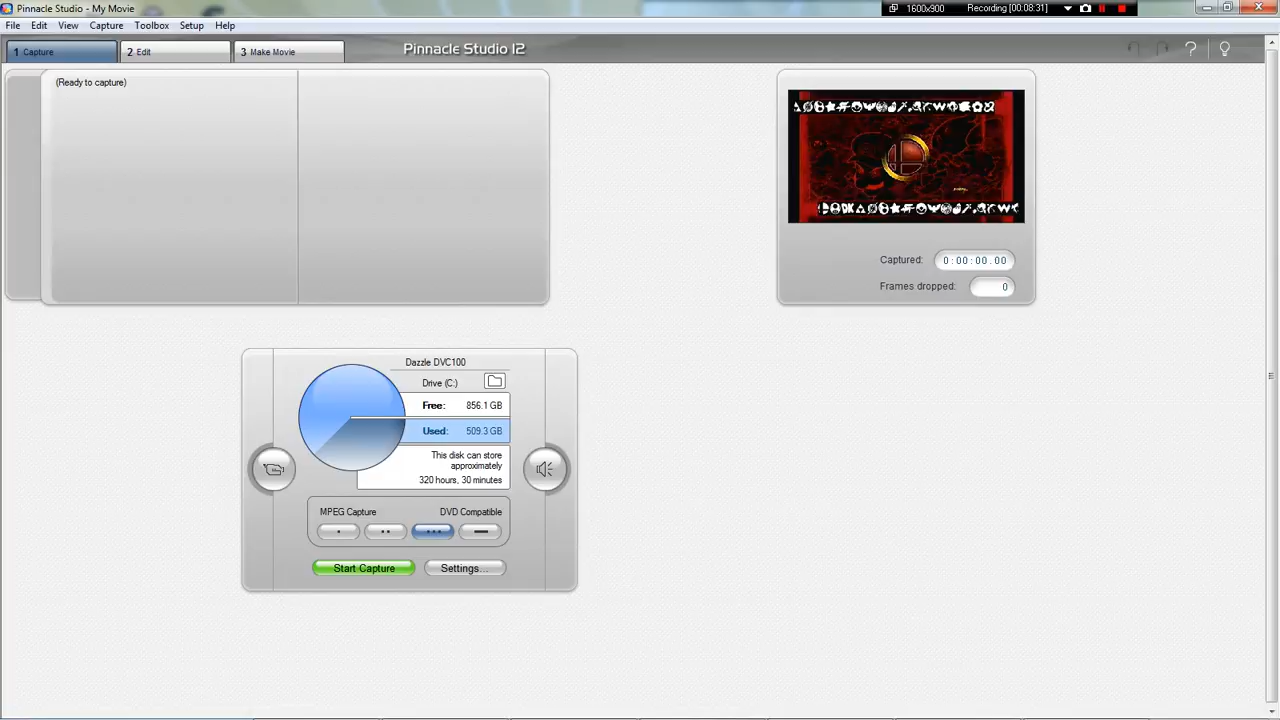 Pinnacle Studio - My Movie
1600x900
Recording [00:08:31]
File Edit View Capture Toolbox Setup Help
1 Capture
2 Edit
3 Make Movie
Pinnacle Studio 12
(Ready to capture)
Captured: 0:00:00.00
Frames dropped: 0
Dazzle DVC100
Drive (C:)
Free: 856.1 GB
Used: 509.3 GB
This disk can store
approximately
320 hours, 30 minutes
MPEG Capture
DVD Compatible
Start Capture
Settings...